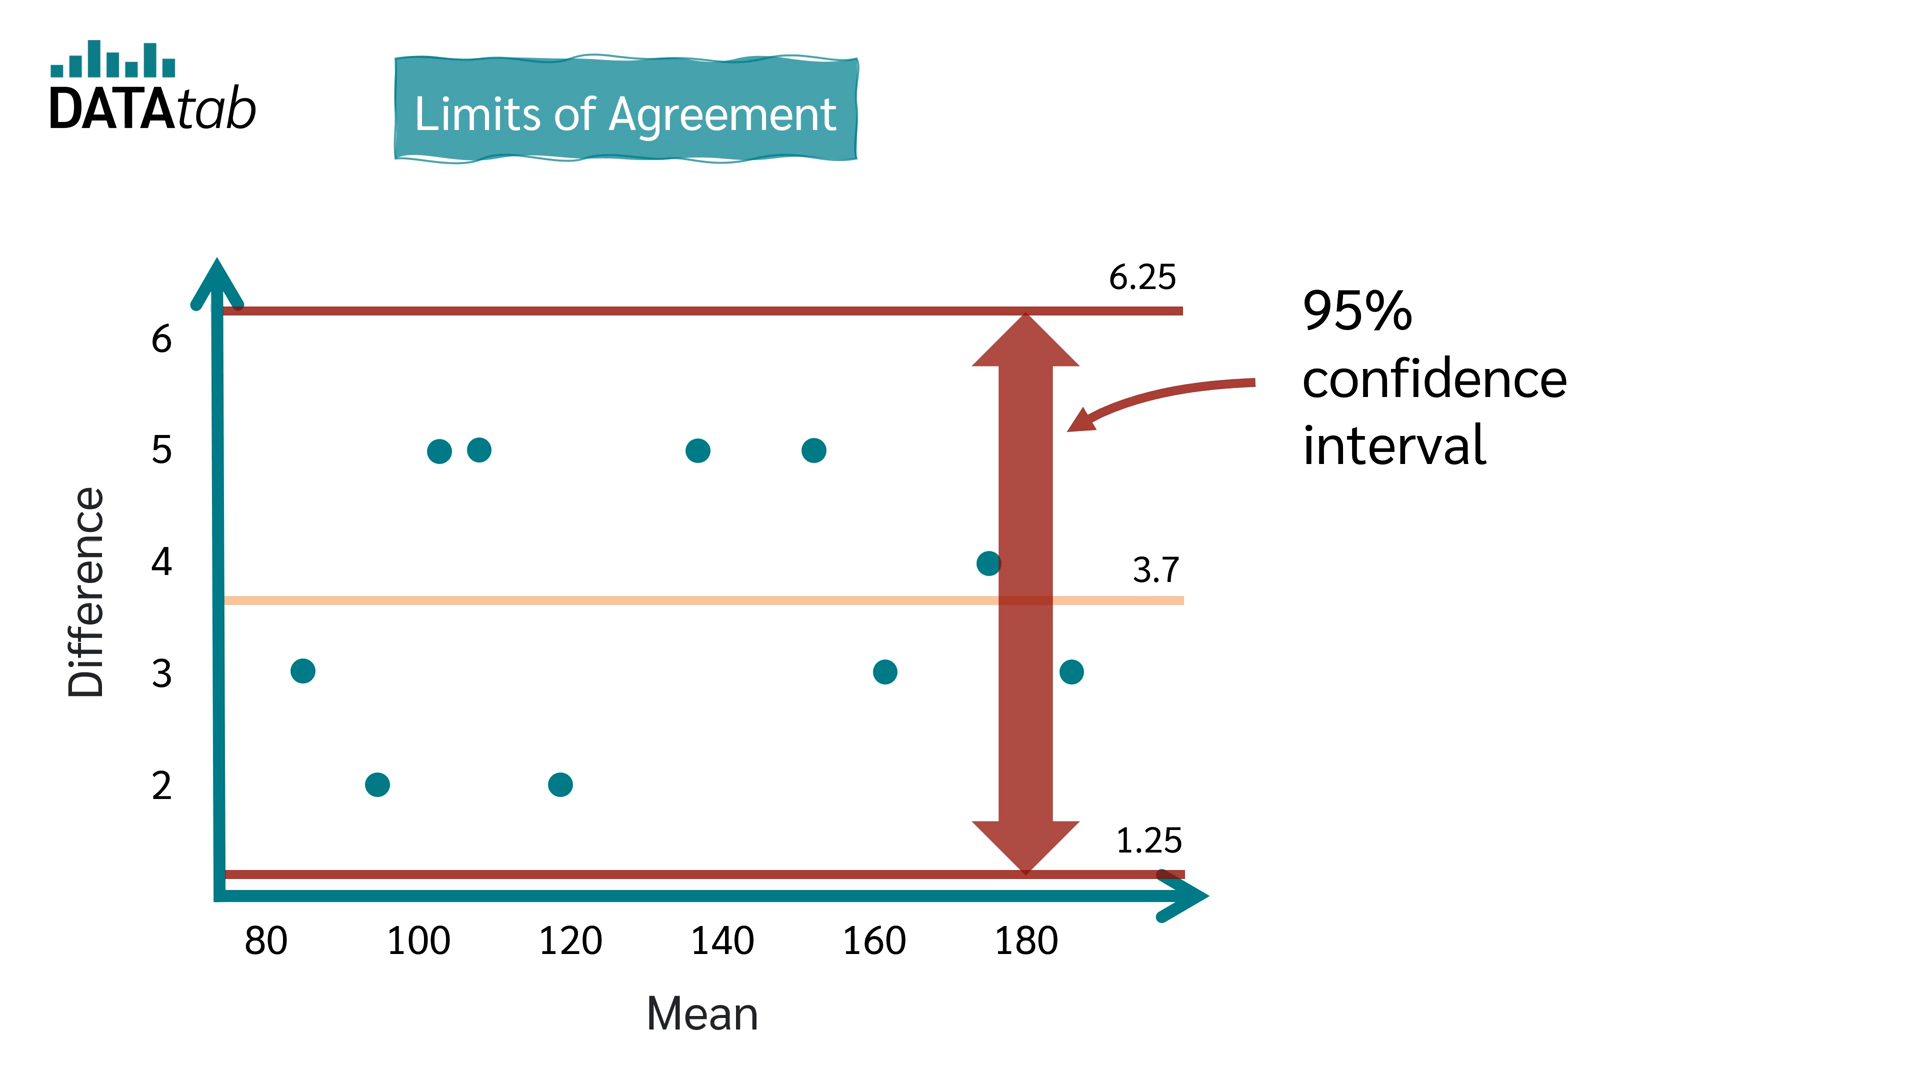 DATAtab
Limits of Agreement
6.25
95%
confidence
interval
6
5
4
3.7
3
2
1.25
Difference
80 100 120 140 160 180
Mean